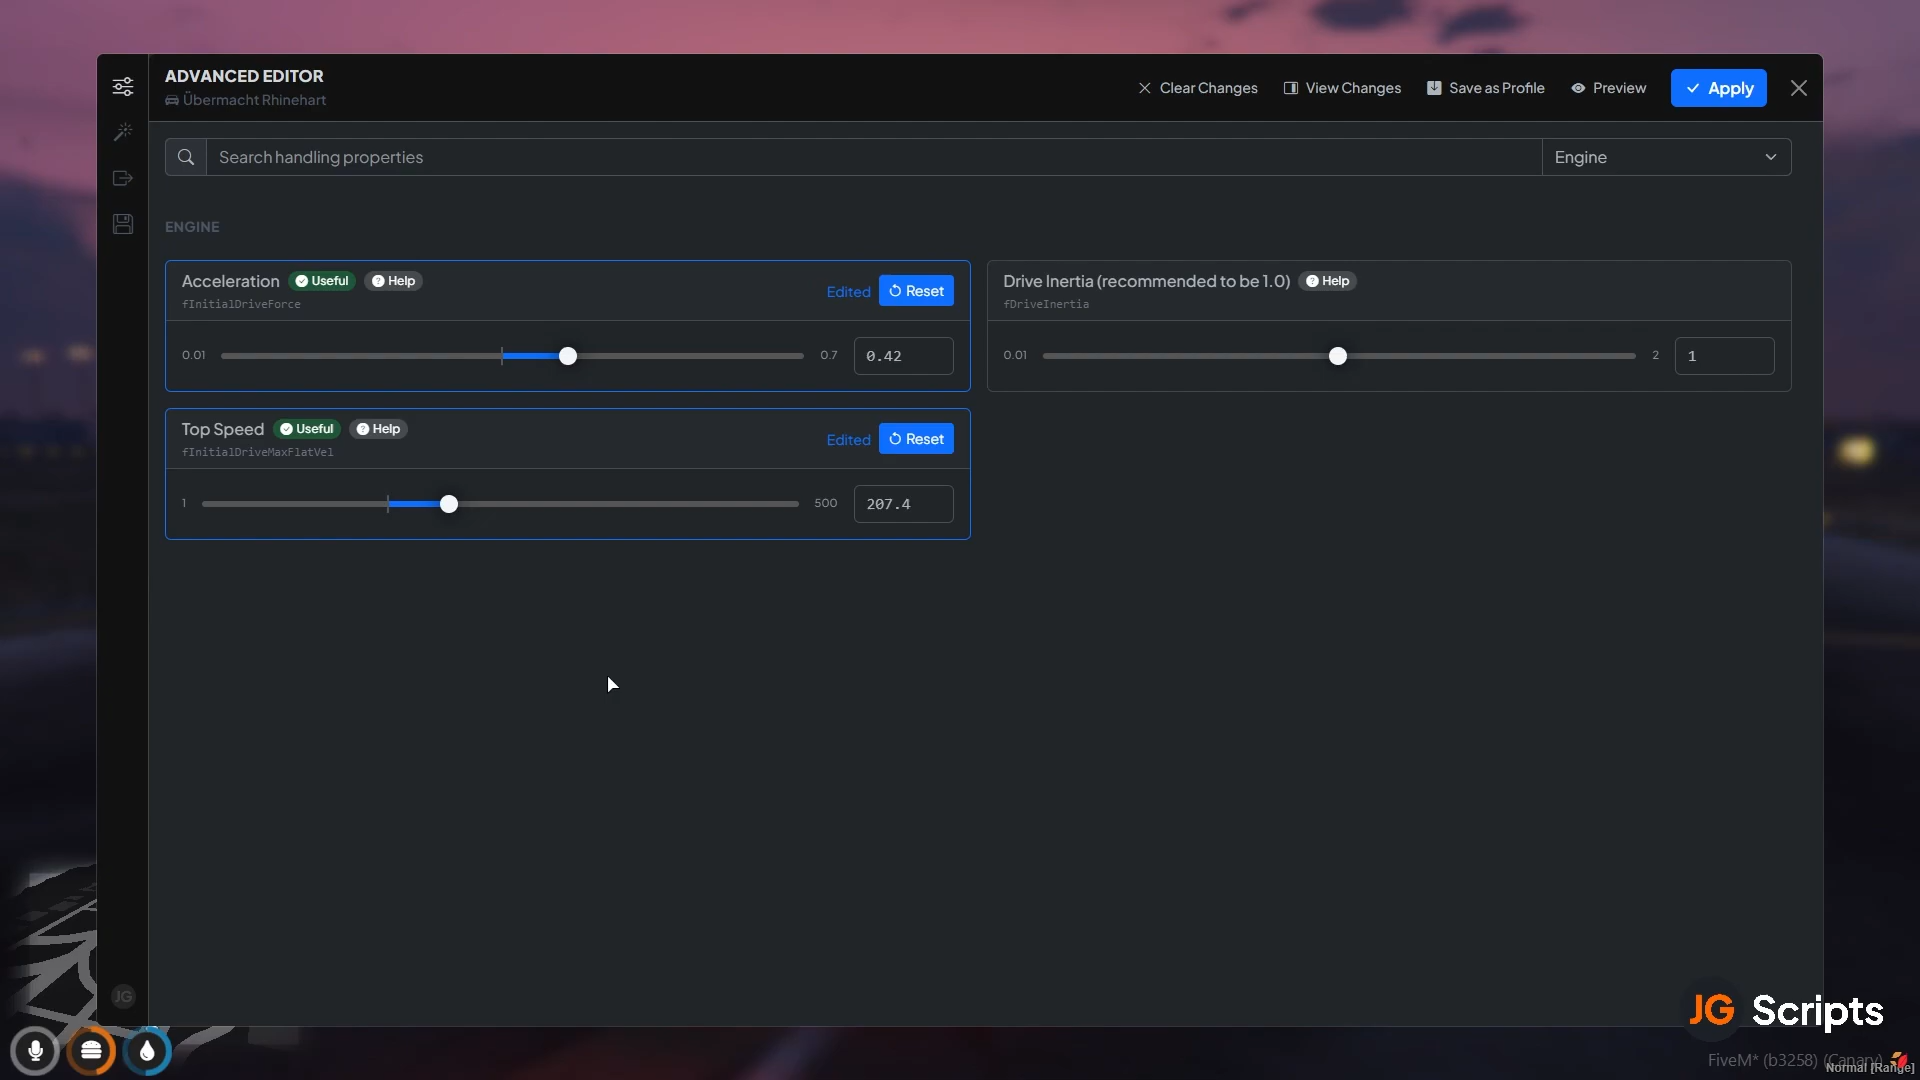 ADVANCED EDITOR
Übermacht Rhinehart
Clear Changes
View Changes
Save as Profile
Preview
Apply
Search handling properties
Engine
ENGINE
Acceleration Useful Help
fInitialDriveForce
Edited Reset
0.01 0.7 0.42
Drive Inertia (recommended to be 1.0) Help
fDriveInertia
0.01 2 1
Top Speed Useful Help
fInitialDriveMaxFlatVel
Edited Reset
1 500 207.4
JG
JG Scripts
FiveM* (b3258) (Canary)
Normal [Range]